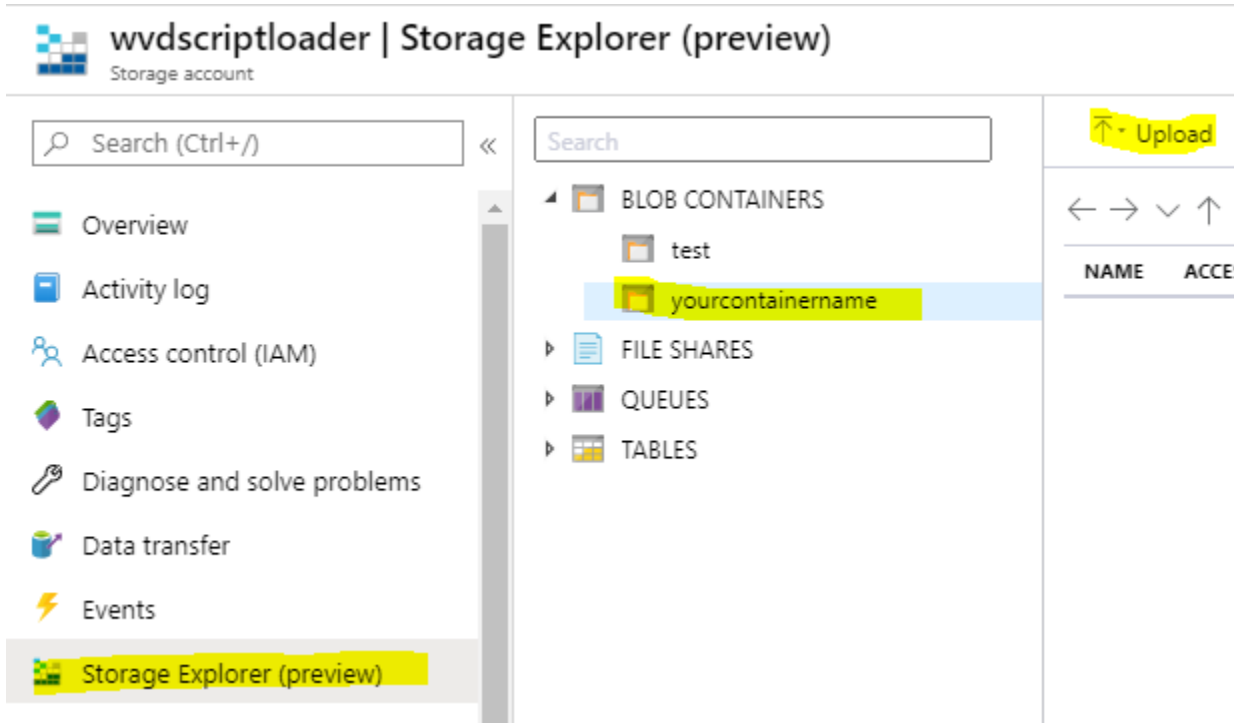 wvdscriptloader | Storage Explorer (preview)
Storage account
Search (Ctrl+/)
Overview
Activity log
Access control (IAM)
Tags
Diagnose and solve problems
Data transfer
Events
Storage Explorer (preview)
Search
BLOB CONTAINERS
test
yourcontainername
FILE SHARES
QUEUES
TABLES
Upload
NAME ACCES